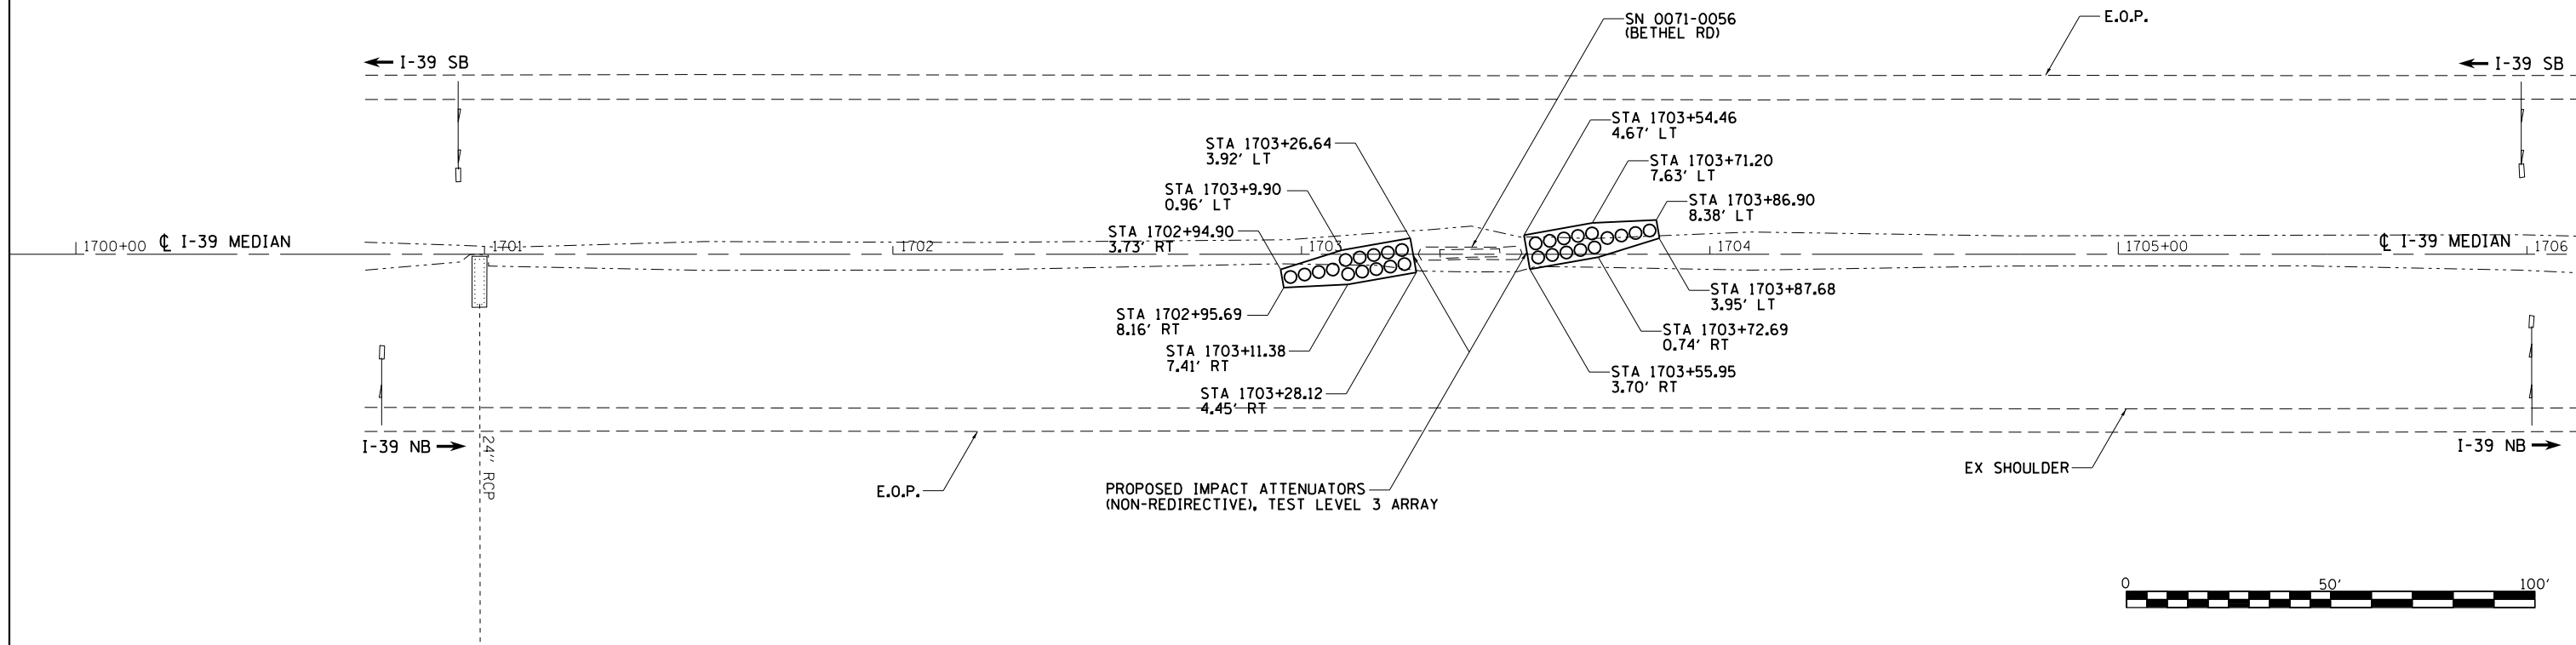 SN 0071-0056
(BETHEL RD)
E.O.P.
I-39 SB
I-39 SB
STA 1703+54.46
4.67' LT
STA 1703+26.64
3.92' LT
STA 1703+71.20
7.63' LT
STA 1703+9.90
0.96' LT
STA 1703+86.90
8.38' LT
STA 1702+94.90
3.73' RT
1700+00
℄ I-39 MEDIAN
1701
1702
1703
1704
1705+00
℄ I-39 MEDIAN
1706
STA 1703+87.68
3.95' LT
STA 1702+95.69
8.16' RT
STA 1703+72.69
0.74' RT
STA 1703+11.38
7.41' RT
STA 1703+55.95
3.70' RT
STA 1703+28.12
4.45' RT
I-39 NB
I-39 NB
24" RCP
EX SHOULDER
E.O.P.
PROPOSED IMPACT ATTENUATORS
(NON-REDIRECTIVE), TEST LEVEL 3 ARRAY
0 50' 100'